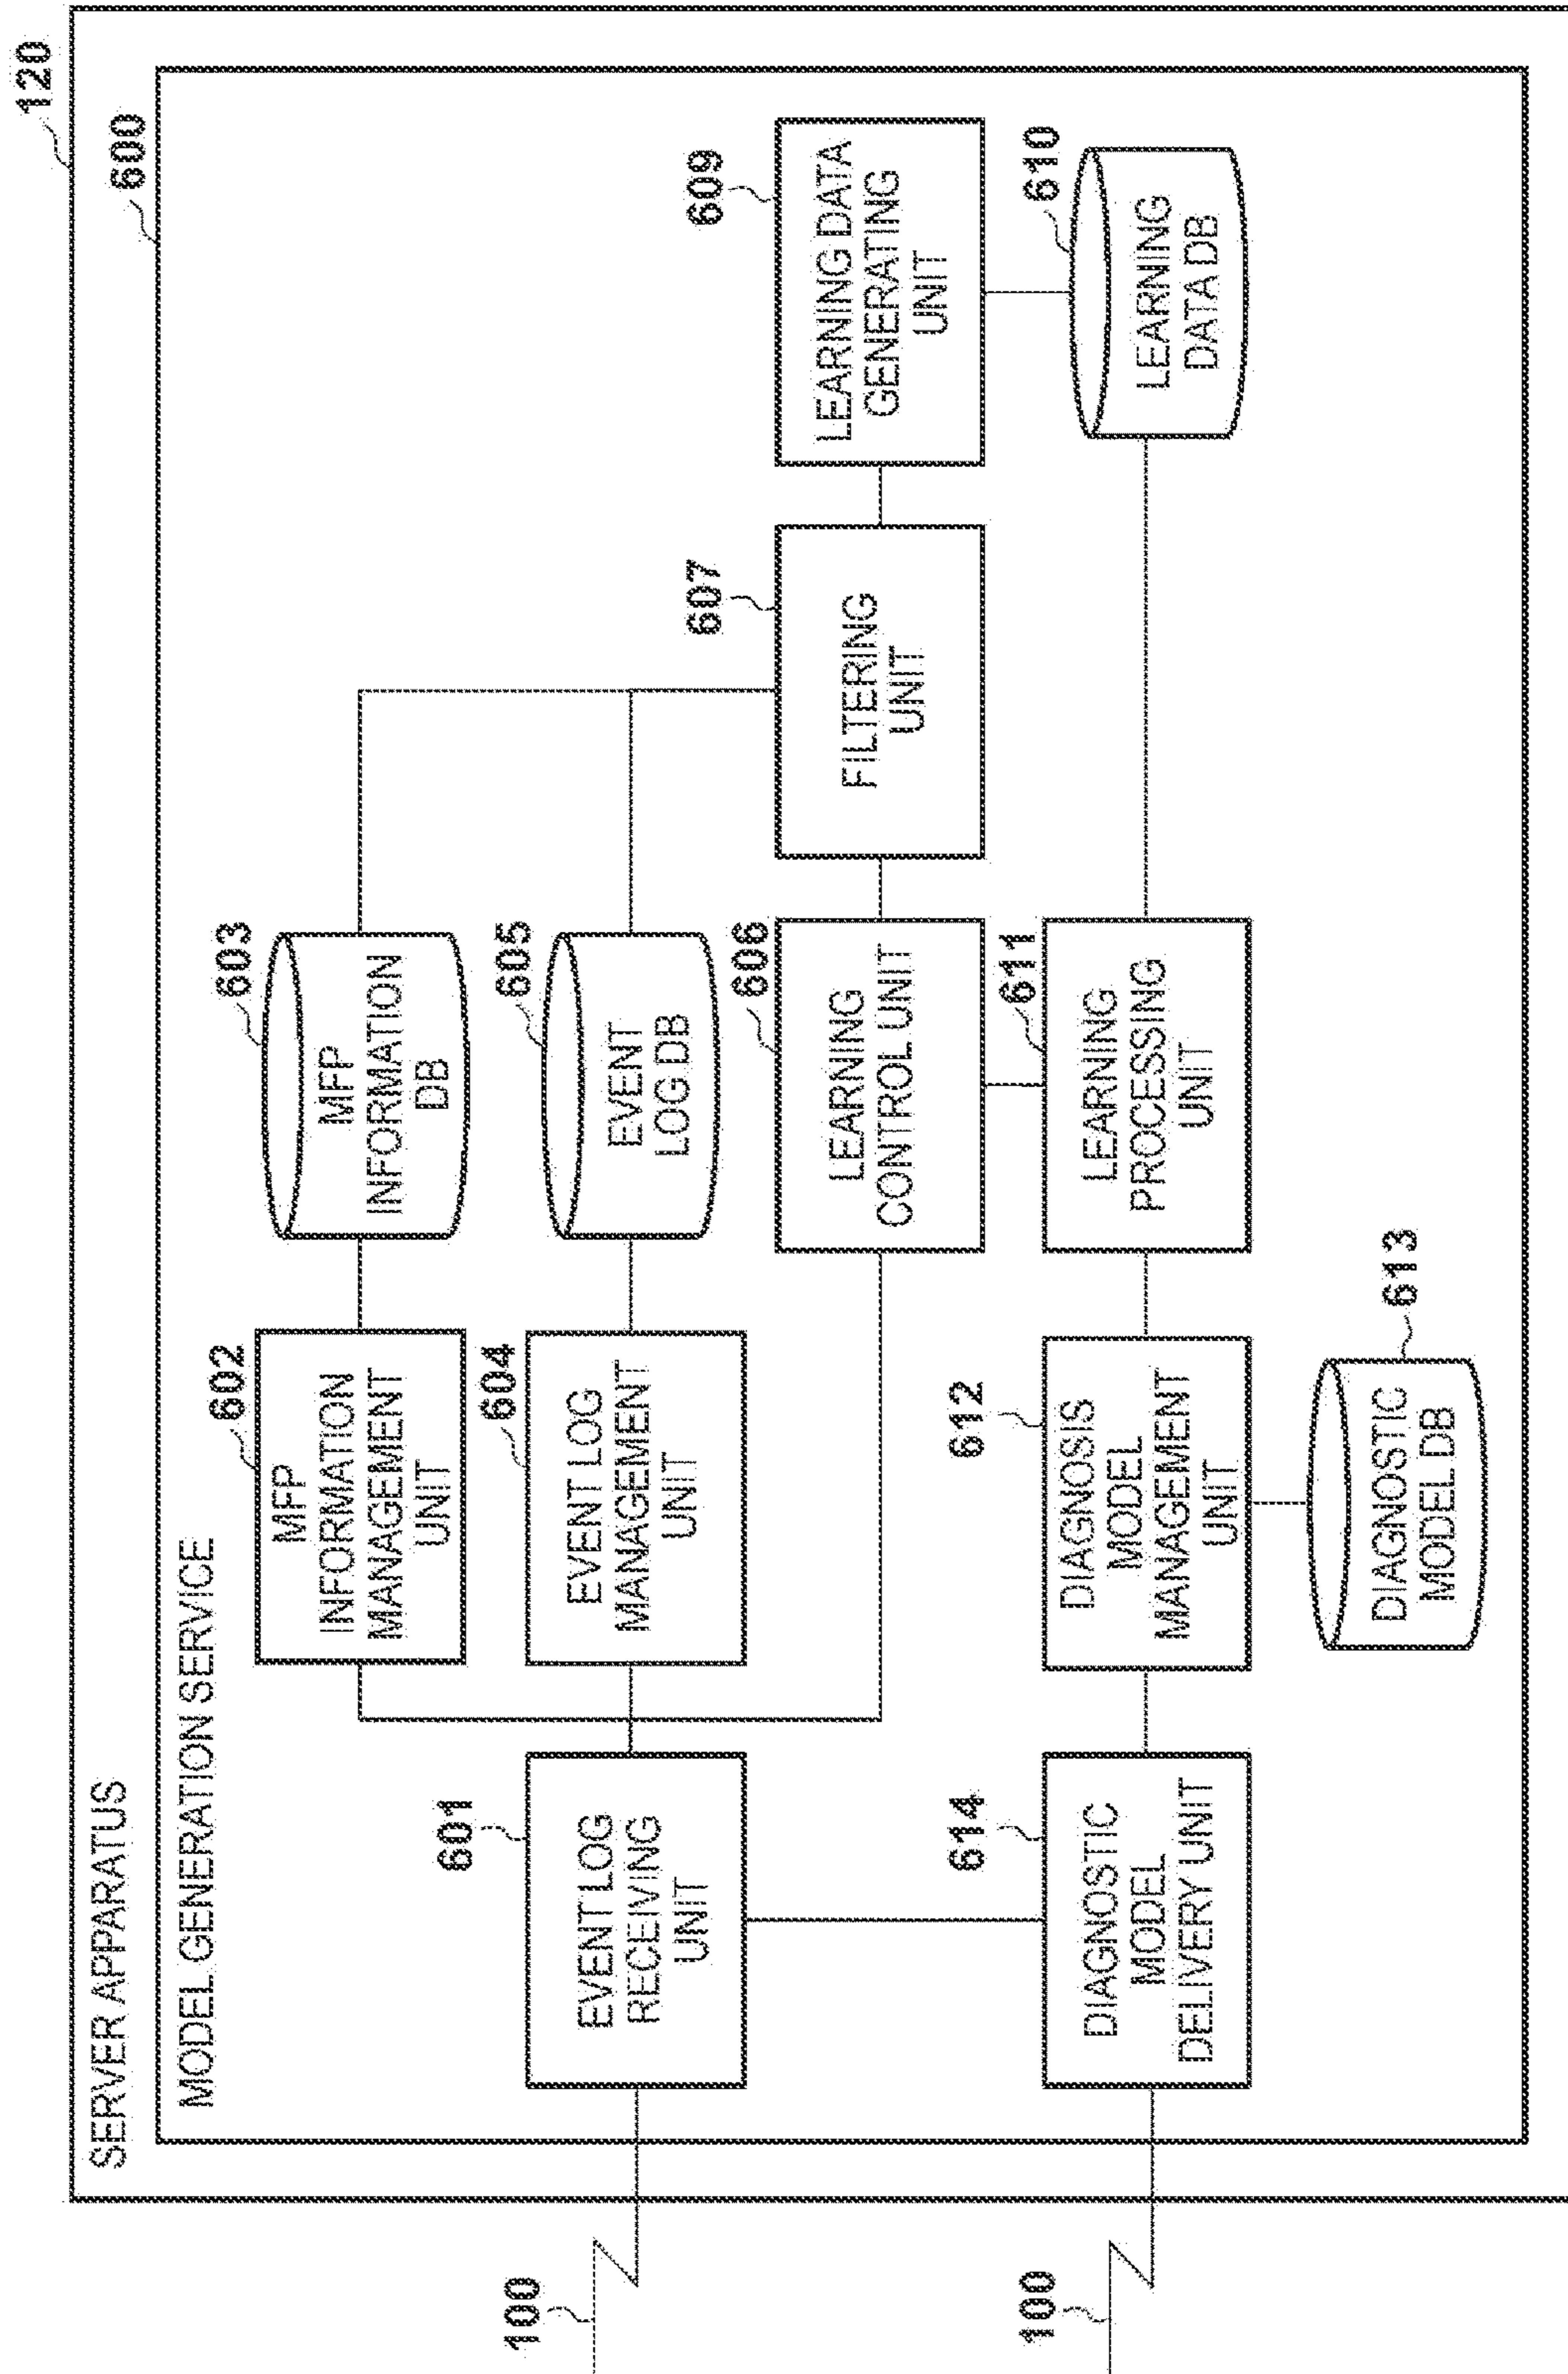 120
SERVER APPARATUS
600
MODEL GENERATION SERVICE
602
MFP
INFORMATION
MANAGEMENT
UNIT
603
MFP
INFORMATION
DB
601
EVENT LOG
RECEIVING
UNIT
604
EVENT LOG
MANAGEMENT
UNIT
605
EVENT
LOG DB
100
606
LEARNING
CONTROL UNIT
607
FILTERING
UNIT
609
LEARNING DATA
GENERATING
UNIT
614
DIAGNOSTIC
MODEL
DELIVERY UNIT
612
DIAGNOSIS
MODEL
MANAGEMENT
UNIT
611
LEARNING
PROCESSING
UNIT
610
LEARNING
DATA DB
100
613
DIAGNOSTIC
MODEL DB